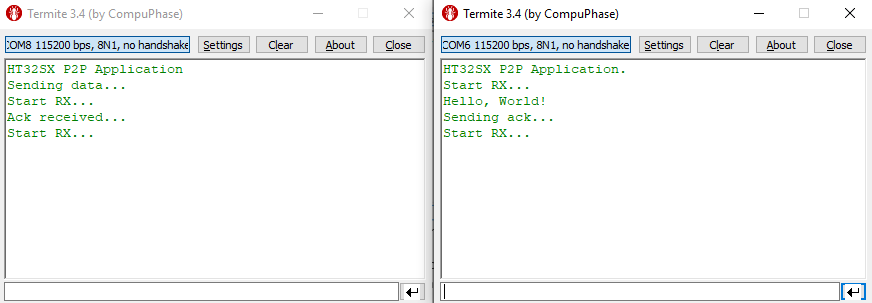 Termite 3.4 (by CompuPhase)
COM8 115200 bps, 8N1, no handshake
Settings
Clear
About
Close
HT32SX P2P Application
Sending data...
Start RX...
Ack received...
Start RX...
Termite 3.4 (by CompuPhase)
COM6 115200 bps, 8N1, no handshake
Settings
Clear
About
Close
HT32SX P2P Application.
Start RX...
Hello, World!
Sending ack...
Start RX...